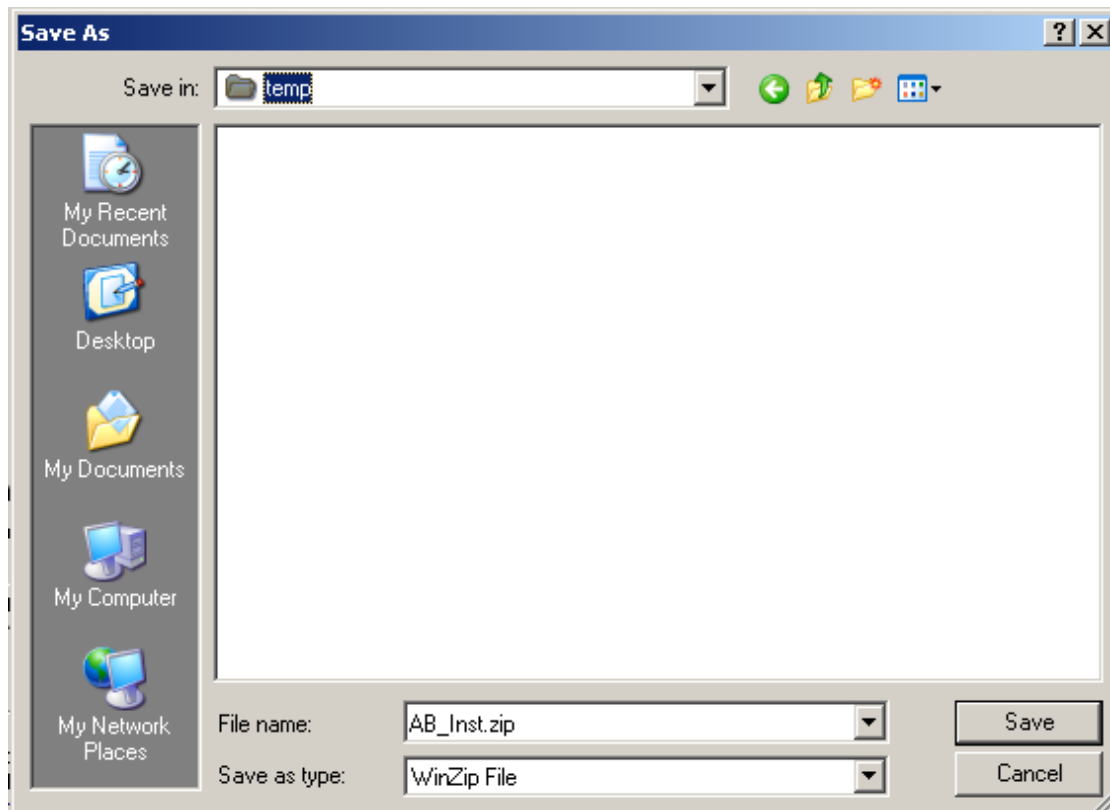 Save As
Save in:
temp
My Recent
Documents
Desktop
My Documents
My Computer
My Network
Places
File name:
AB_Inst.zip
Save
Save as type:
WinZip File
Cancel